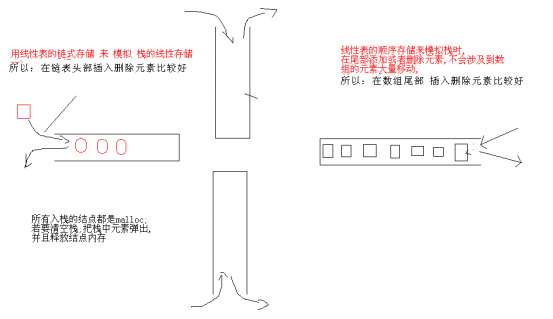 用线性表的链式存储 来 模拟 栈的线性存储
所以：在链表头部插入删除元素比较好
线性表的顺序存储来模拟栈时,
在尾部添加或者删除元素,不会涉及到数
组的元素大量移动,
所以：在数组尾部 插入删除元素比较好
所有入栈的结点都是malloc;
若要清空栈;把栈中元素弹出,
并且释放结点内存